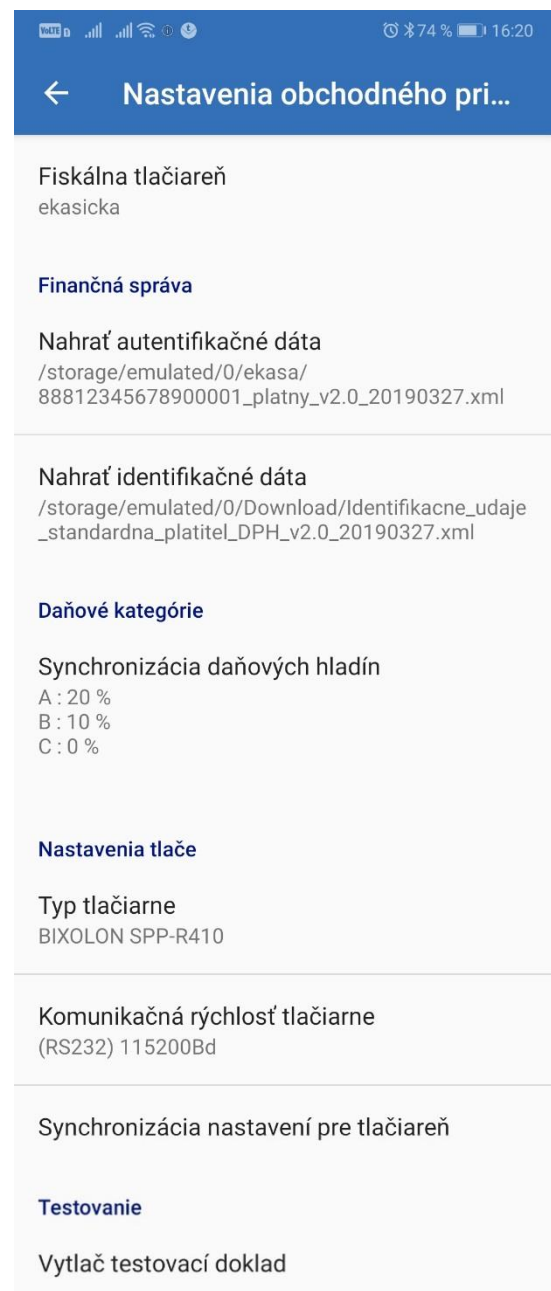 74 % 16:20
Nastavenia obchodného pri...
Fiskálna tlačiareň
ekasicka
Finančná správa
Nahrať autentifikačné dáta
/storage/emulated/0/ekasa/
88812345678900001_platny_v2.0_20190327.xml
Nahrať identifikačné dáta
/storage/emulated/0/Download/Identifikacne_udaje
_standardna_platitel_DPH_v2.0_20190327.xml
Daňové kategórie
Synchronizácia daňových hladín
A : 20 %
B : 10 %
C : 0 %
Nastavenia tlače
Typ tlačiarne
BIXOLON SPP-R410
Komunikačná rýchlosť tlačiarne
(RS232) 115200Bd
Synchronizácia nastavení pre tlačiareň
Testovanie
Vytlač testovací doklad